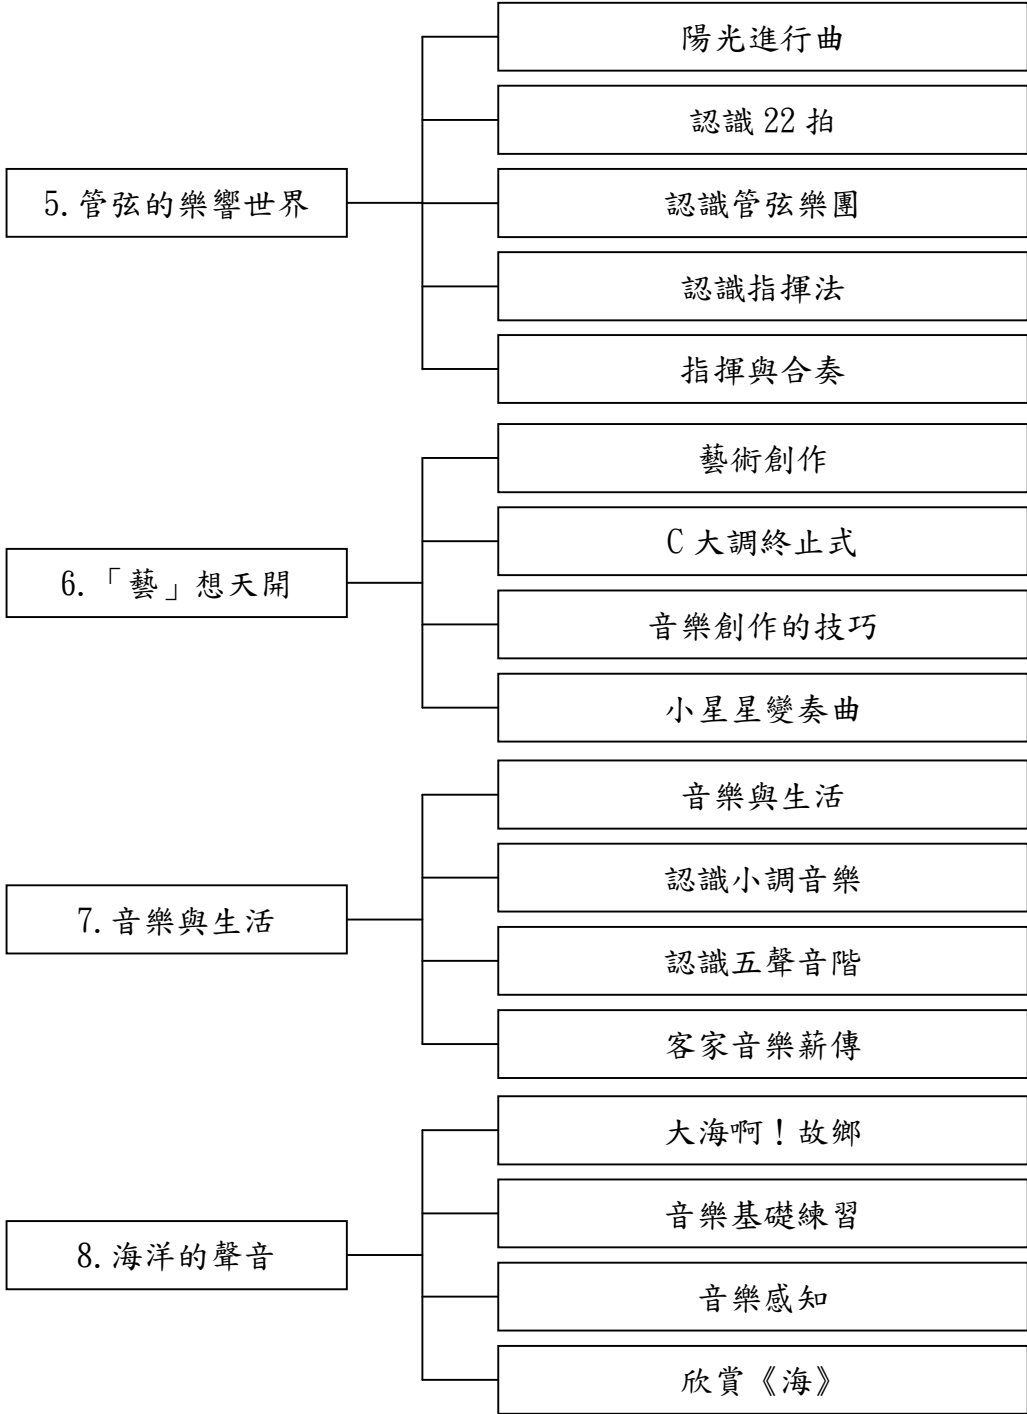 5.管弦的樂響世界
陽光進行曲
認識 22 拍
認識管弦樂團
認識指揮法
指揮與合奏
6.「藝」想天開
藝術創作
C 大調終止式
音樂創作的技巧
小星星變奏曲
7.音樂與生活
音樂與生活
認識小調音樂
認識五聲音階
客家音樂薪傳
8.海洋的聲音
大海啊！故鄉
音樂基礎練習
音樂感知
欣賞《海》